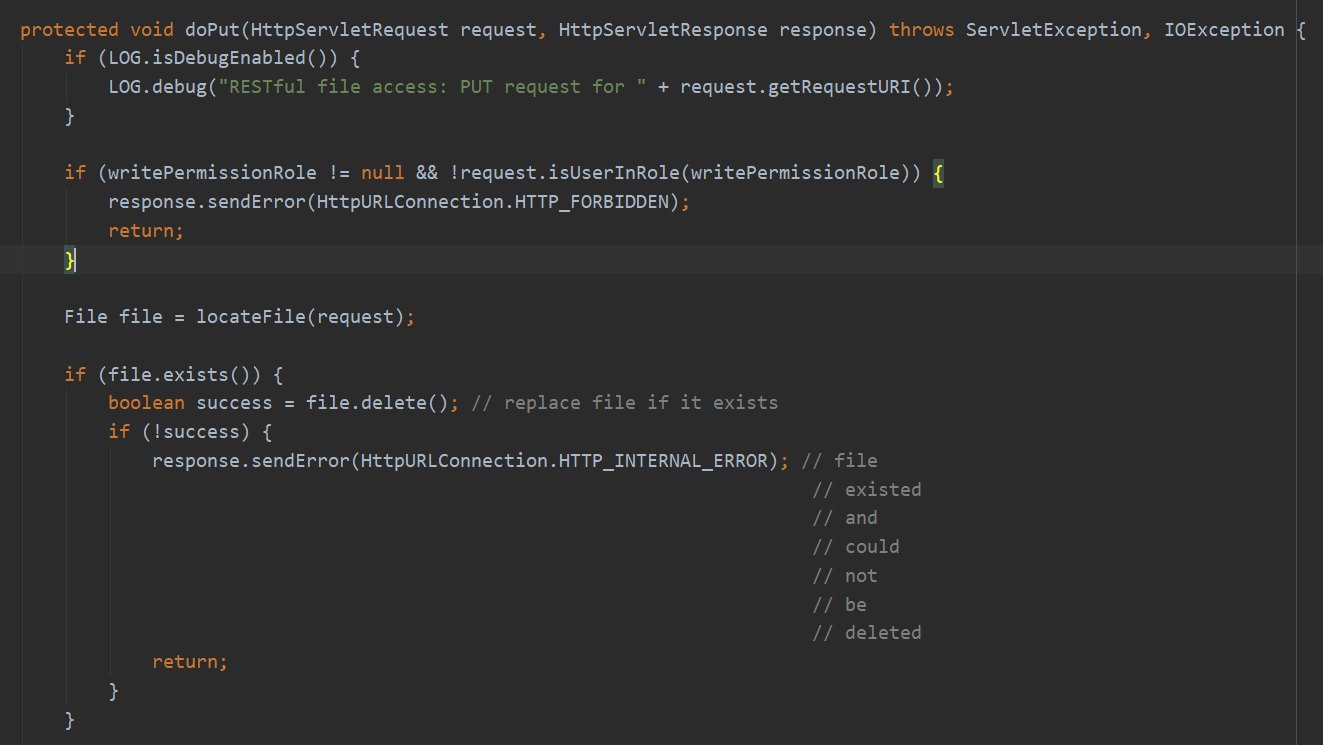 protected void doPut(HttpServletRequest request, HttpServletResponse response) throws ServletException, IOException {
    if (LOG.isDebugEnabled()) {
        LOG.debug("RESTful file access: PUT request for " + request.getRequestURI());
    }

    if (writePermissionRole != null && !request.isUserInRole(writePermissionRole)) {
        response.sendError(HttpURLConnection.HTTP_FORBIDDEN);
        return;
    }

    File file = locateFile(request);

    if (file.exists()) {
        boolean success = file.delete(); // replace file if it exists
        if (!success) {
            response.sendError(HttpURLConnection.HTTP_INTERNAL_ERROR); // file
                                                                        // existed
                                                                        // and
                                                                        // could
                                                                        // not
                                                                        // be
                                                                        // deleted
            return;
        }
    }